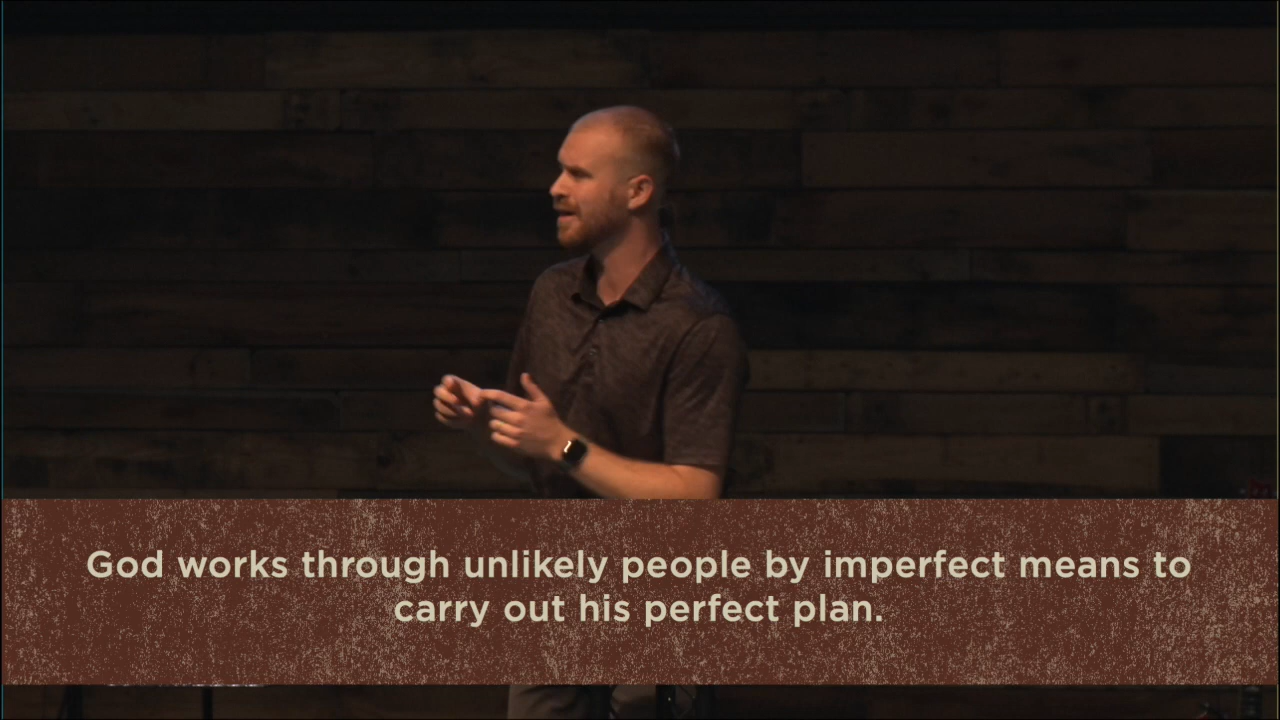 God works through unlikely people by imperfect means to
carry out his perfect plan.